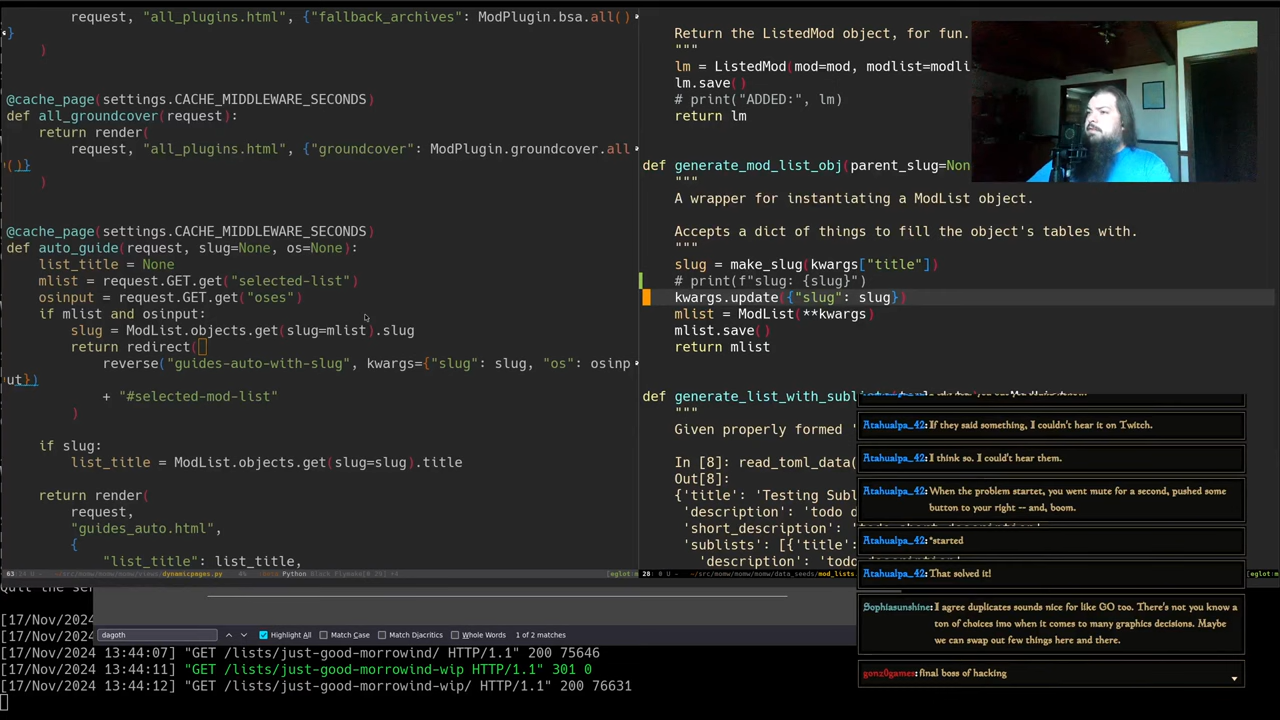 request, "all_plugins.html", {"fallback_archives": ModPlugin.bsa.all()
}
)
@cache_page(settings.CACHE_MIDDLEWARE_SECONDS)
def all_groundcover(request):
return render(
request, "all_plugins.html", {"groundcover": ModPlugin.groundcover.all
()}
)
@cache_page(settings.CACHE_MIDDLEWARE_SECONDS)
def auto_guide(request, slug=None, os=None):
list_title = None
mlist = request.GET.get("selected-list")
osinput = request.GET.get("oses")
if mlist and osinput:
slug = ModList.objects.get(slug=mlist).slug
return redirect(
reverse("guides-auto-with-slug", kwargs={"slug": slug, "os": osinp
ut})
+ "#selected-mod-list"
)
if slug:
list_title = ModList.objects.get(slug=slug).title
return render(
request,
"guides_auto.html",
{
"list_title": list_title,
Return the ListedMod object, for fun.
"""
lm = ListedMod(mod=mod, modlist=modli
lm.save()
# print("ADDED:", lm)
return lm
def generate_mod_list_obj(parent_slug=Non
"""
A wrapper for instantiating a ModList object.
Accepts a dict of things to fill the object's tables with.
"""
slug = make_slug(kwargs["title"])
# print(f"slug: {slug}")
kwargs.update({"slug": slug})
mlist = ModList(**kwargs)
mlist.save()
return mlist
def generate_list_with_subl
"""
Given properly formed '
In [8]: read_toml_data(
Out[8]:
{'title': 'Testing Subl
'description': 'todo d
'short_description':
'sublists': [{'title':
'description': 'todo
Atahualpa_42: If they said something, I couldn't hear it on Twitch.
Atahualpa_42: I think so. I couldn't hear them.
Atahualpa_42: When the problem startet, you went mute for a second, pushed some
button to your right -- and, boom.
Atahualpa_42: *started
Atahualpa_42: That solved it!
Sophiasunshine: I agree duplicates sounds nice for like GO too. There's not you know a
ton of choices imo when it comes to many graphics decisions. Maybe
we can swap out few things here and there.
gonz0games: final boss of hacking
dagoth
Highlight All
Match Case
Match Diacritics
Whole Words
1 of 2 matches
[17/Nov/2024
[17/Nov/2024
[17/Nov/2024 13:44:07] "GET /lists/just-good-morrowind/ HTTP/1.1" 200 75646
[17/Nov/2024 13:44:11] "GET /lists/just-good-morrowind-wip HTTP/1.1" 301 0
[17/Nov/2024 13:44:12] "GET /lists/just-good-morrowind-wip/ HTTP/1.1" 200 76631